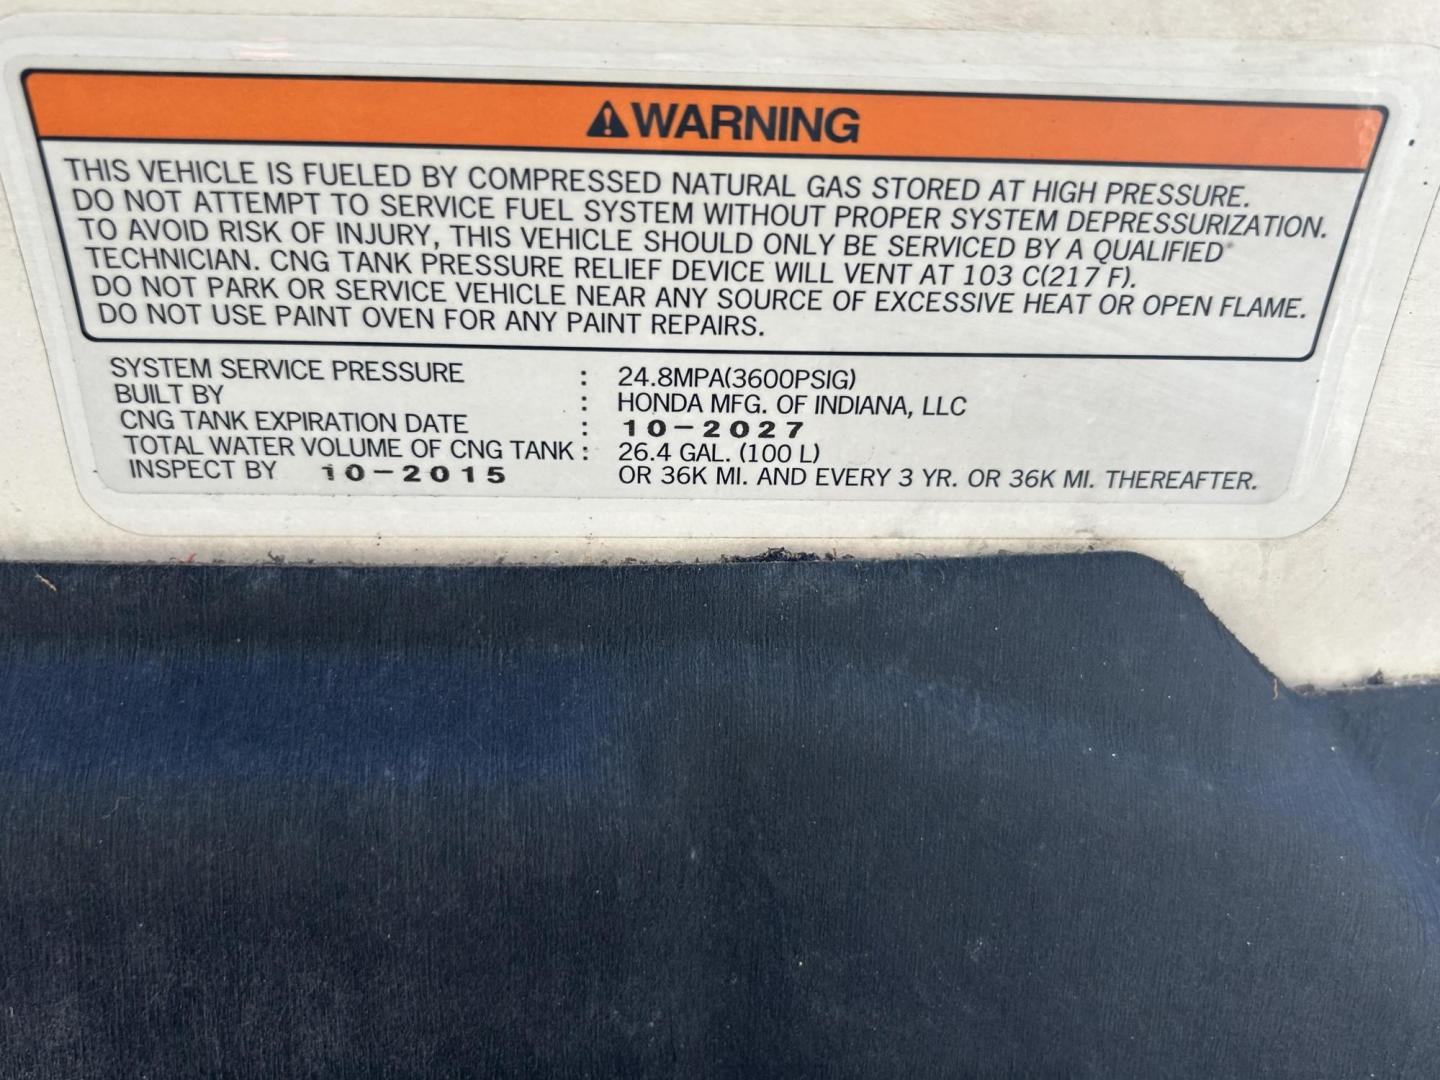 ⚠WARNING
THIS VEHICLE IS FUELED BY COMPRESSED NATURAL GAS STORED AT HIGH PRESSURE.
DO NOT ATTEMPT TO SERVICE FUEL SYSTEM WITHOUT PROPER SYSTEM DEPRESSURIZATION.
TO AVOID RISK OF INJURY, THIS VEHICLE SHOULD ONLY BE SERVICED BY A QUALIFIED
TECHNICIAN. CNG TANK PRESSURE RELIEF DEVICE WILL VENT AT 103 C(217 F).
DO NOT PARK OR SERVICE VEHICLE NEAR ANY SOURCE OF EXCESSIVE HEAT OR OPEN FLAME.
DO NOT USE PAINT OVEN FOR ANY PAINT REPAIRS.
SYSTEM SERVICE PRESSURE : 24.8MPA(3600PSIG)
BUILT BY : HONDA MFG. OF INDIANA, LLC
CNG TANK EXPIRATION DATE : 10-2027
TOTAL WATER VOLUME OF CNG TANK : 26.4 GAL. (100 L)
INSPECT BY 10-2015 OR 36K MI. AND EVERY 3 YR. OR 36K MI. THEREAFTER.